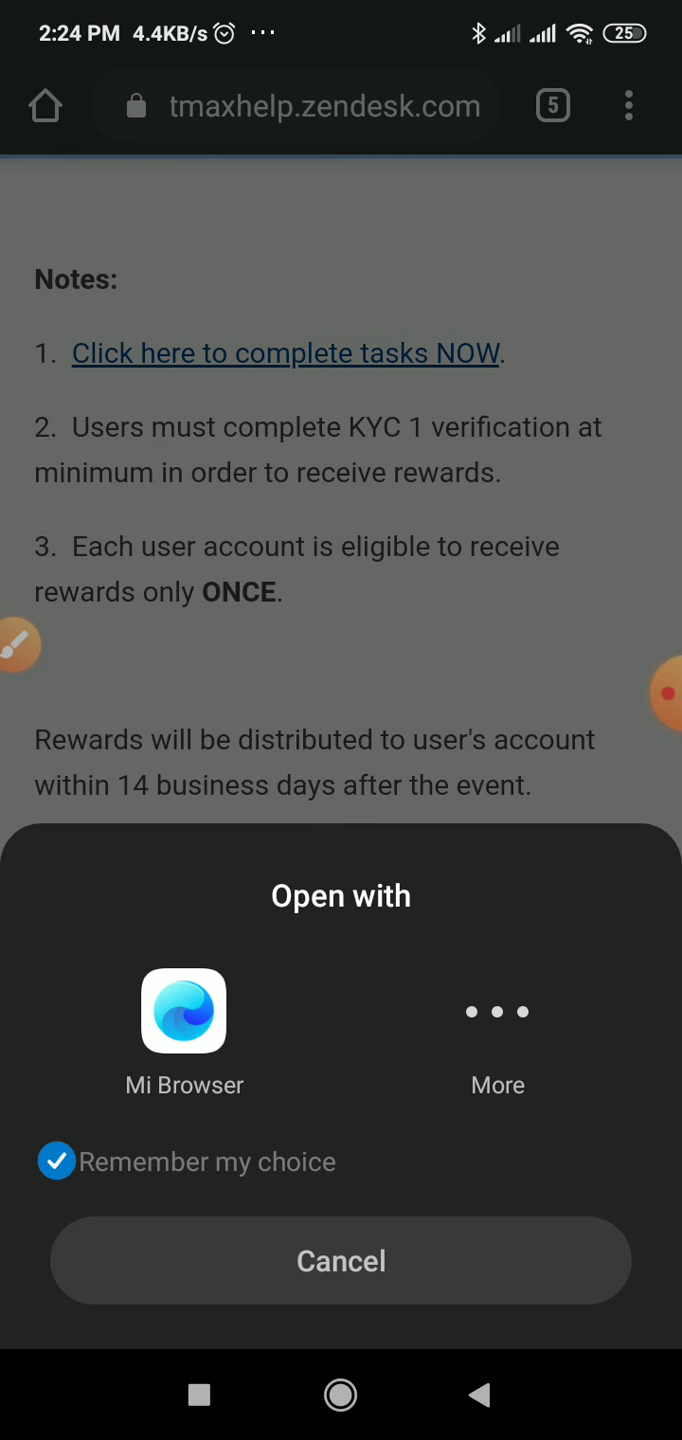 2:24 PM 4.4KB/s ... 25
tmaxhelp.zendesk.com 5
Notes:
1. Click here to complete tasks NOW.
2. Users must complete KYC 1 verification at
minimum in order to receive rewards.
3. Each user account is eligible to receive
rewards only ONCE.
Rewards will be distributed to user's account
within 14 business days after the event.
Open with
Mi Browser
More
Remember my choice
Cancel